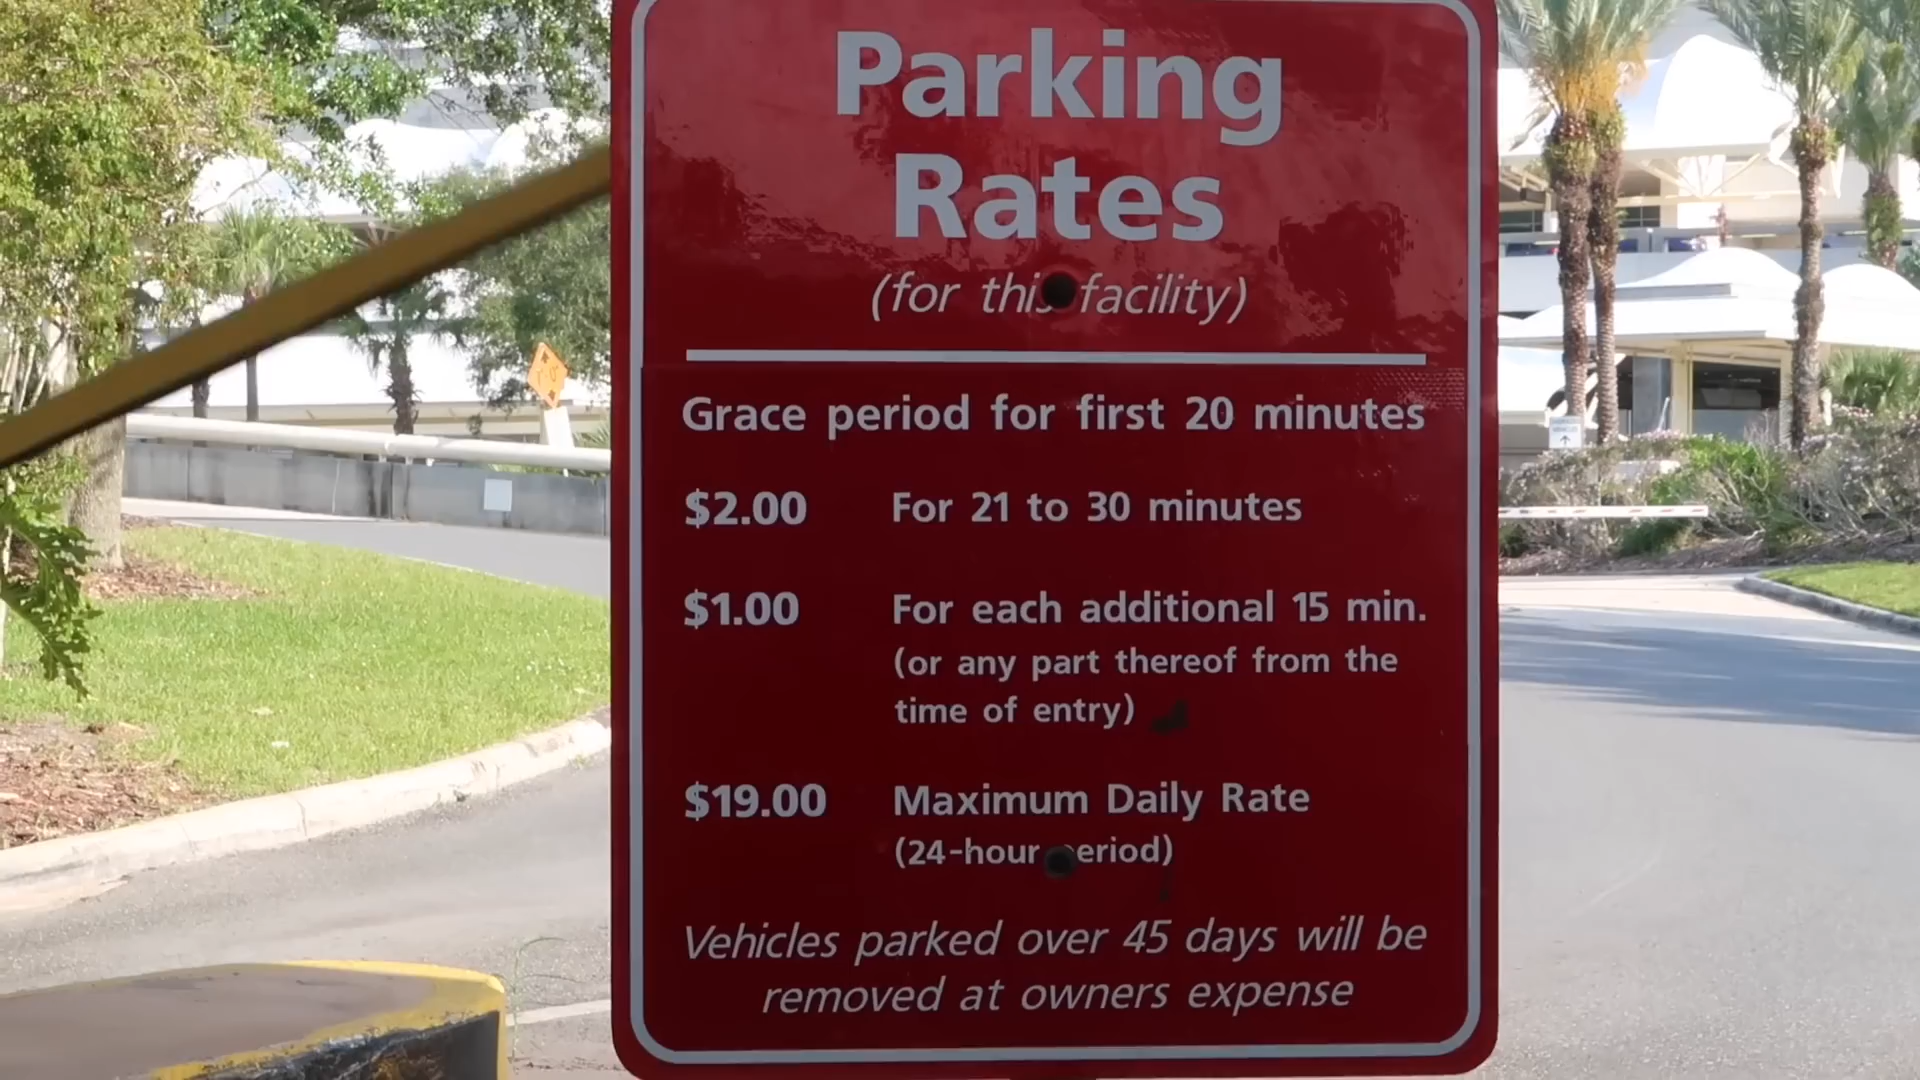 Parking
Rates
(for this facility)
Grace period for first 20 minutes
$2.00 For 21 to 30 minutes
$1.00 For each additional 15 min.
(or any part thereof from the
time of entry)
$19.00 Maximum Daily Rate
(24-hour period)
Vehicles parked over 45 days will be
removed at owners expense